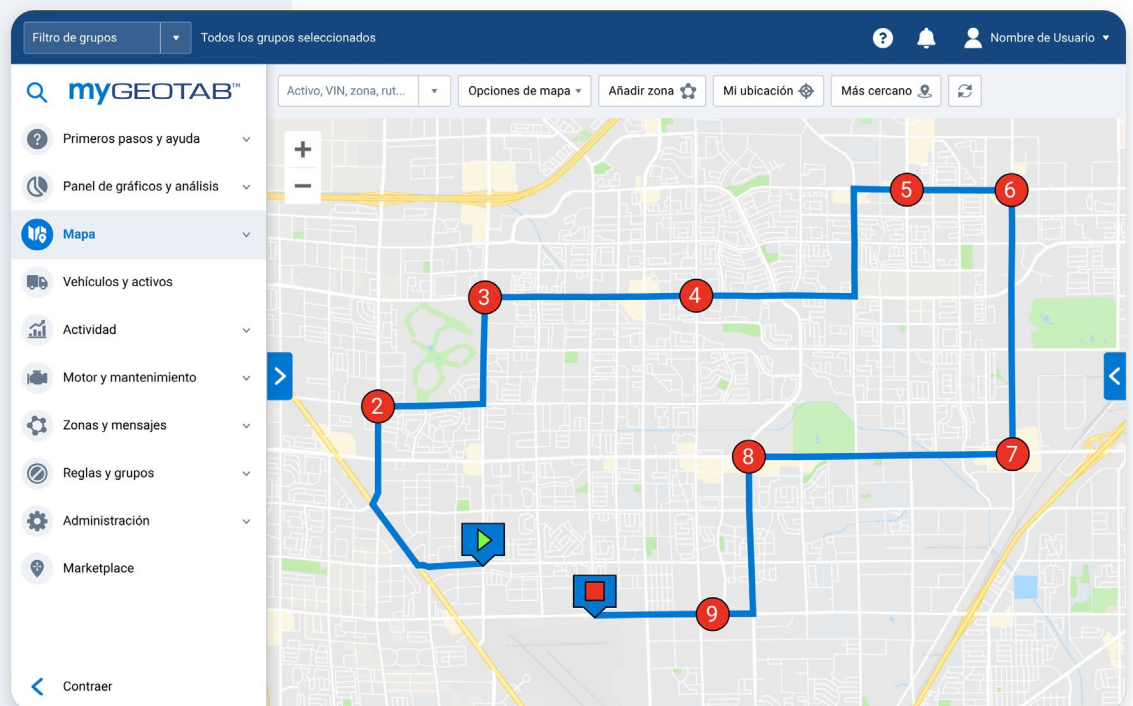 Filtro de grupos
Todos los grupos seleccionados
?
Nombre de Usuario
myGEOTAB™
Activo, VIN, zona, rut...
Opciones de mapa
Añadir zona
Mi ubicación
Más cercano
?
Primeros pasos y ayuda
Panel de gráficos y análisis
Mapa
Vehículos y activos
Actividad
Motor y mantenimiento
Zonas y mensajes
Reglas y grupos
Administración
Marketplace
Contraer
+
−
5
6
3
4
2
8
7
9